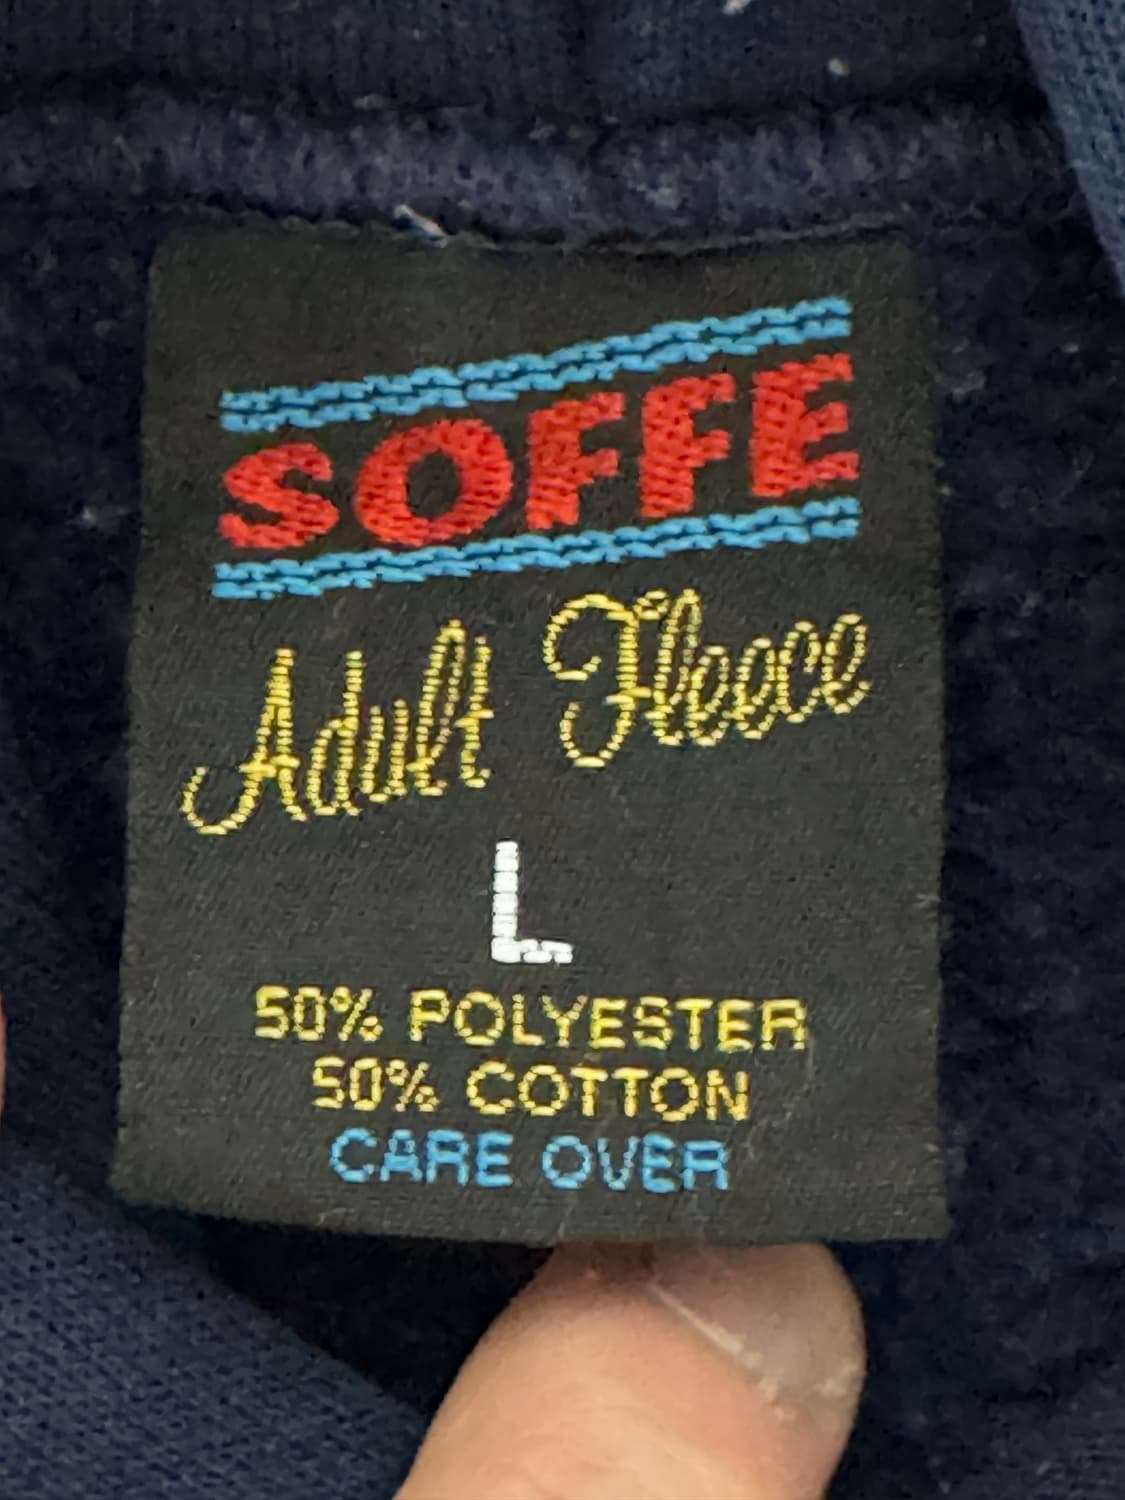 SOFFE
Adult Fleece
L
50% POLYESTER
50% COTTON
CARE OVER